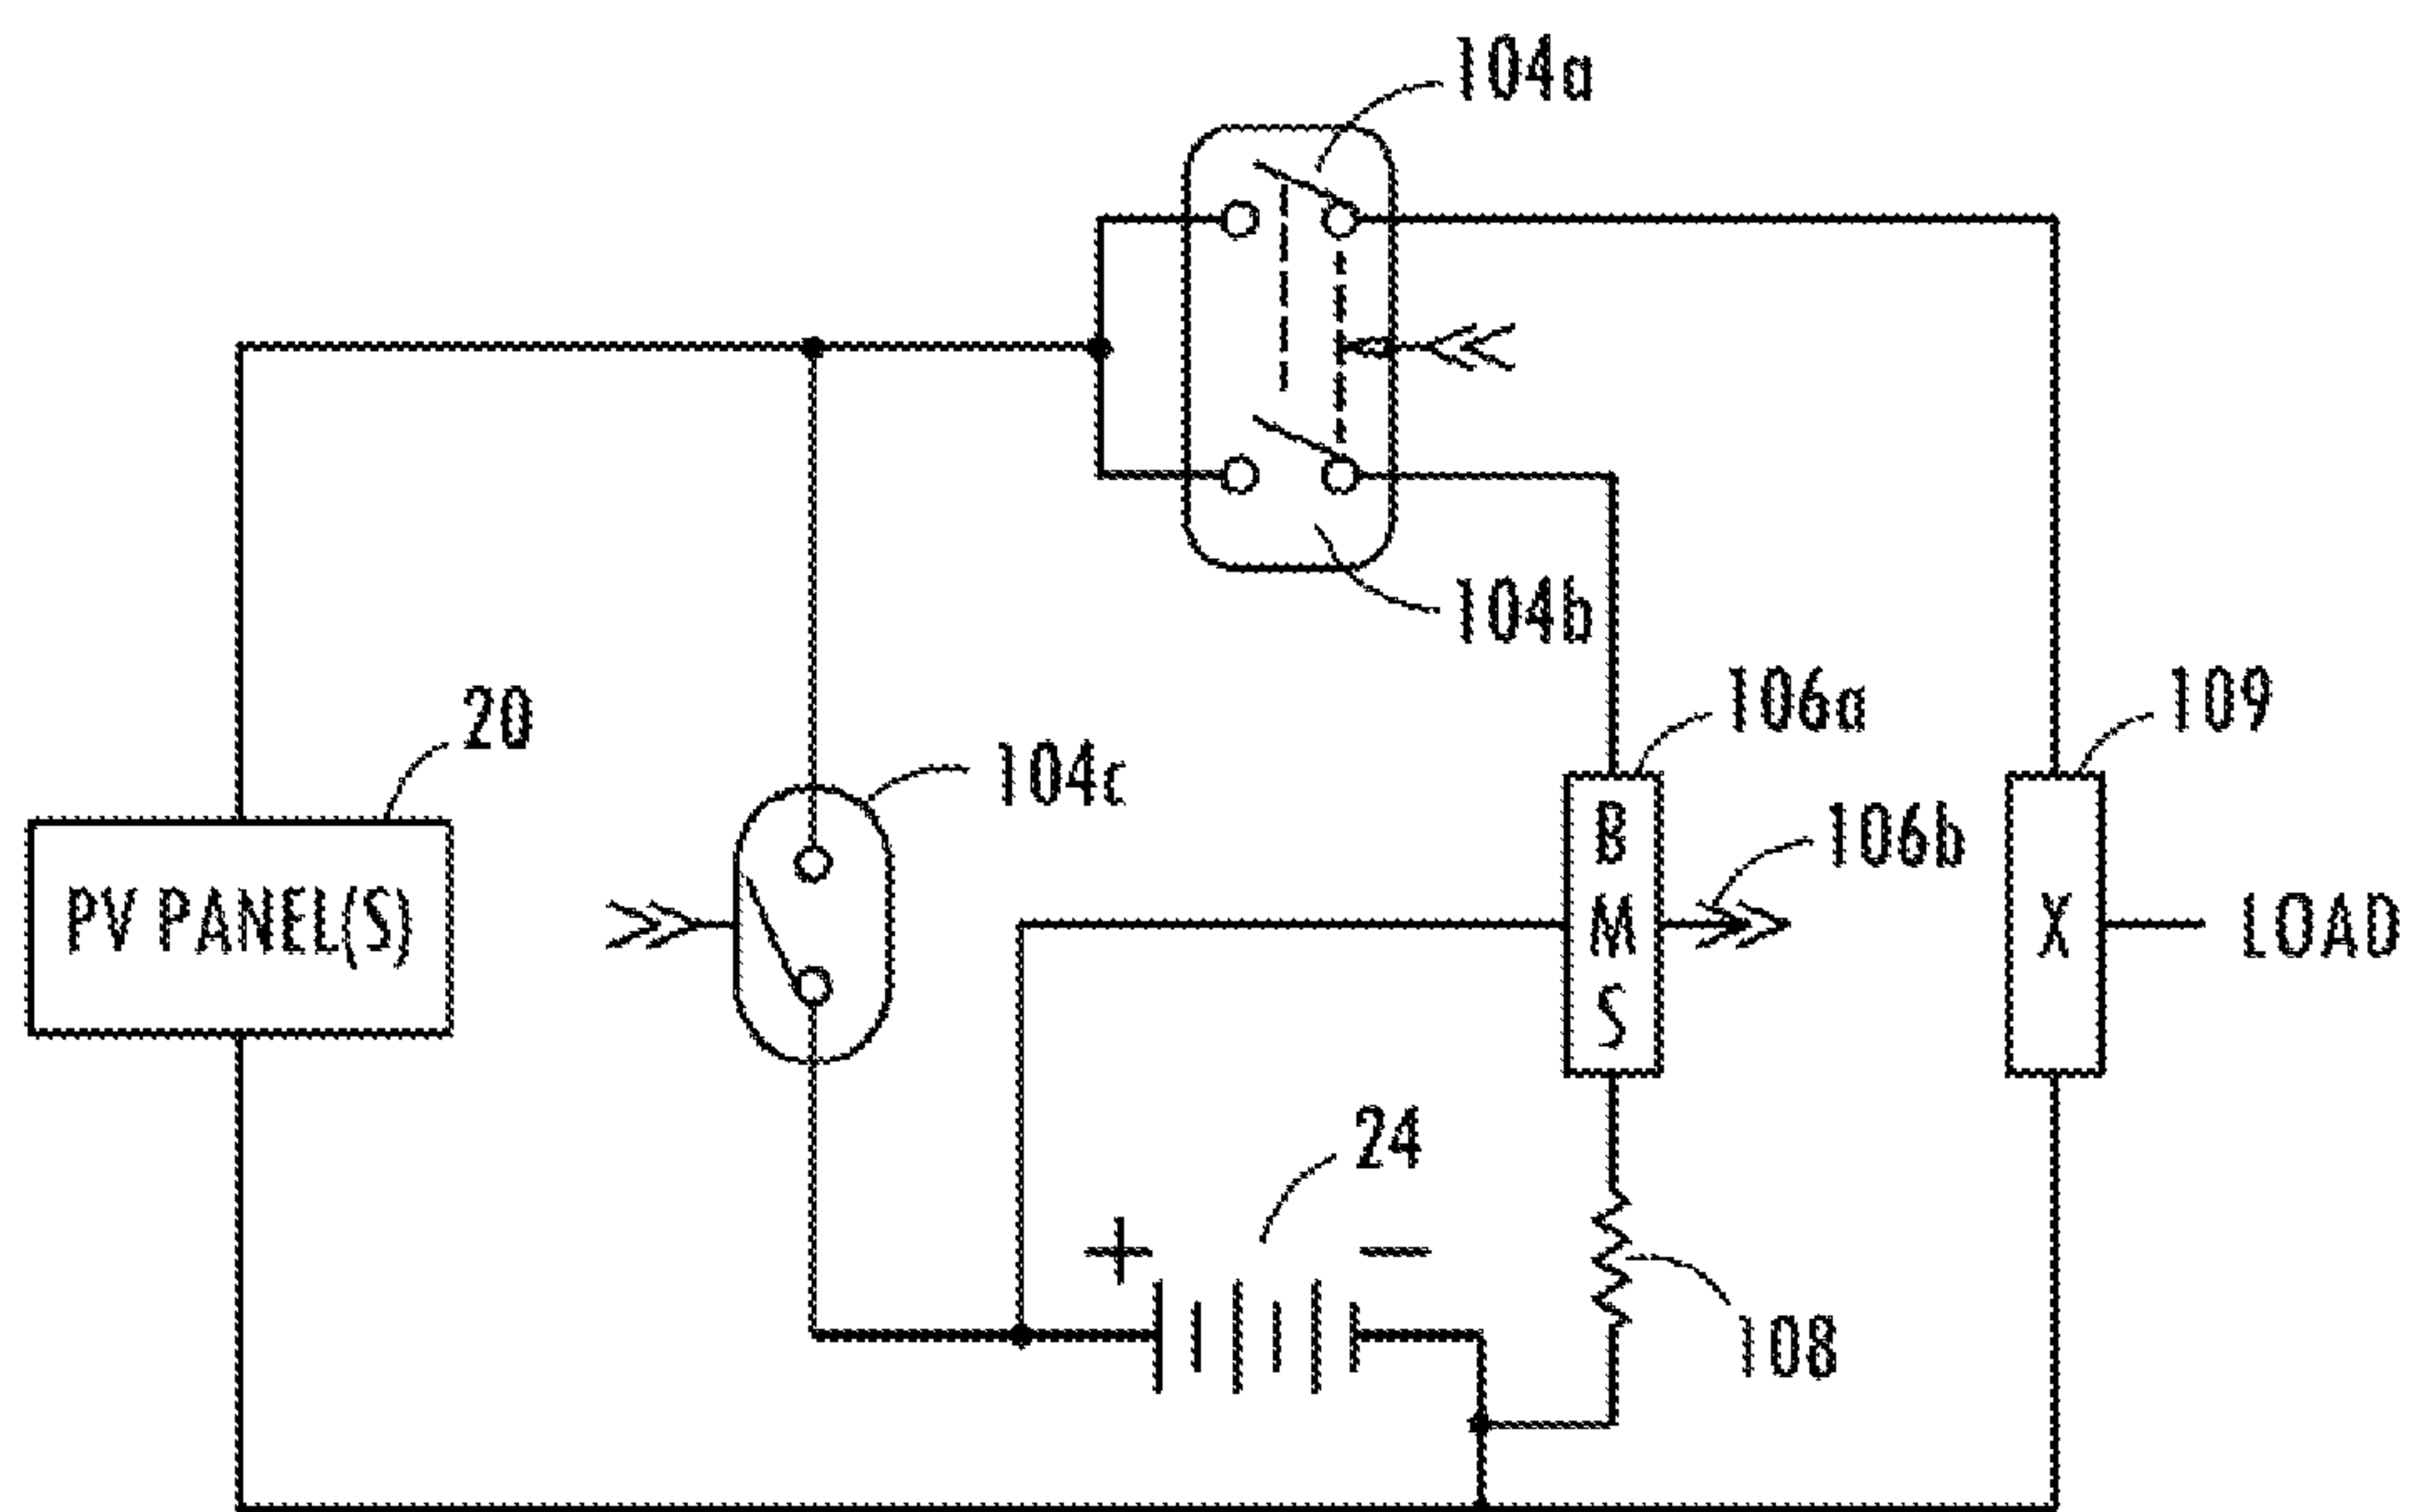 104a
104b
20
106a
109
104c
106b
PV PANEL(S)
B
M
S
X
LOAD
24
+
−
108